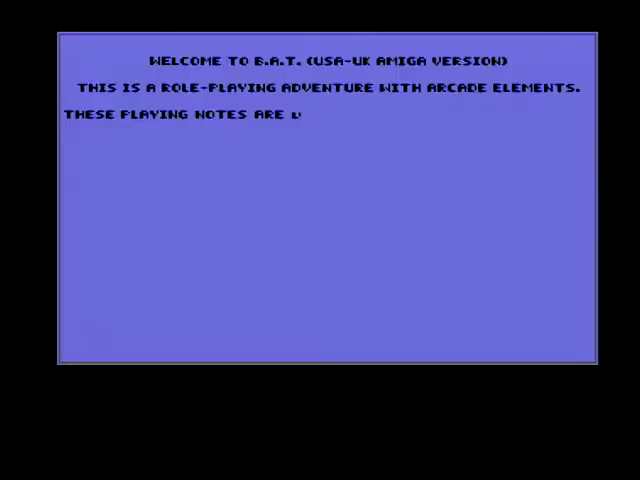 WELCOME TO B.A.T. (USA-UK AMIGA VERSION)
THIS IS A ROLE-PLAYING ADVENTURE WITH ARCADE ELEMENTS.
THESE PLAYING NOTES ARE